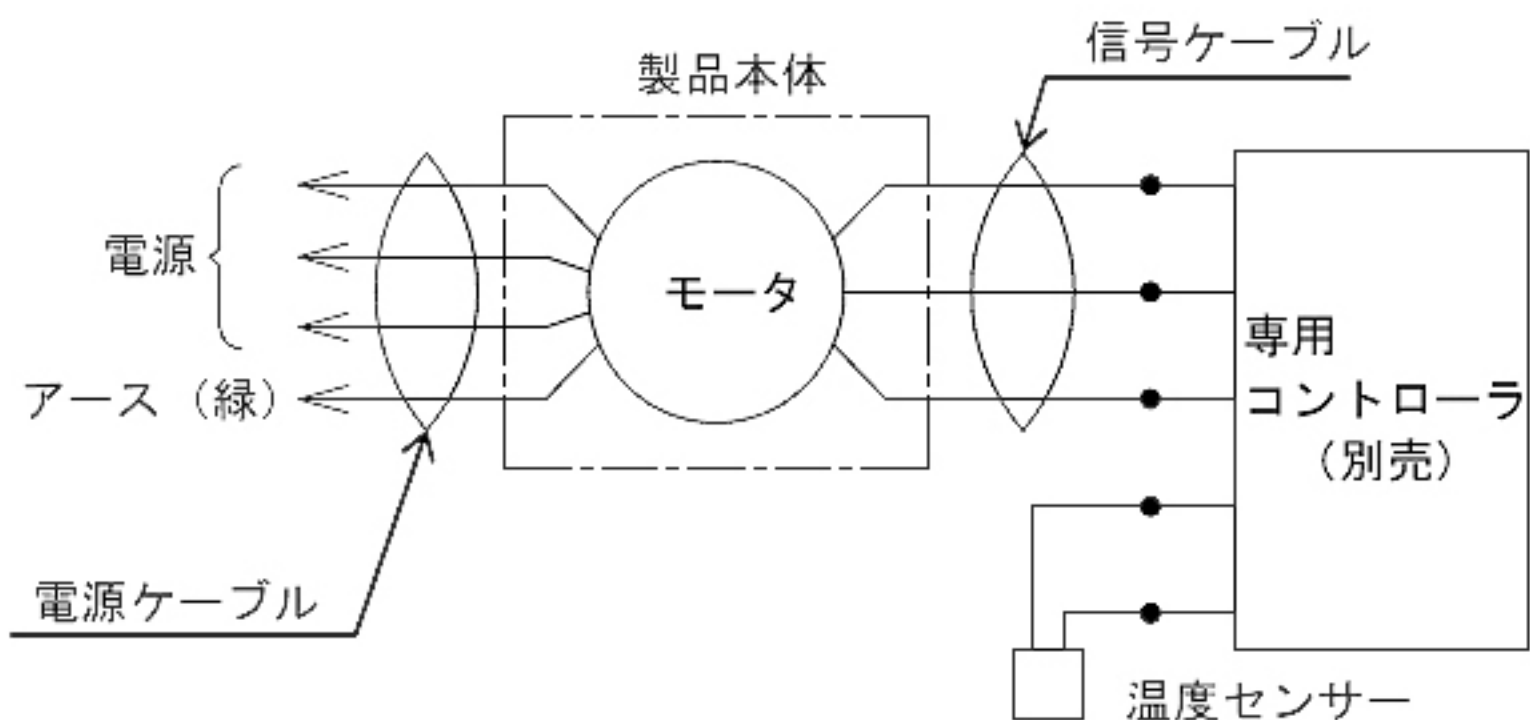 信号ケーブル
製品本体
電源
モータ
専用
コントローラ
(別売)
アース (緑)
電源ケーブル
温度センサー